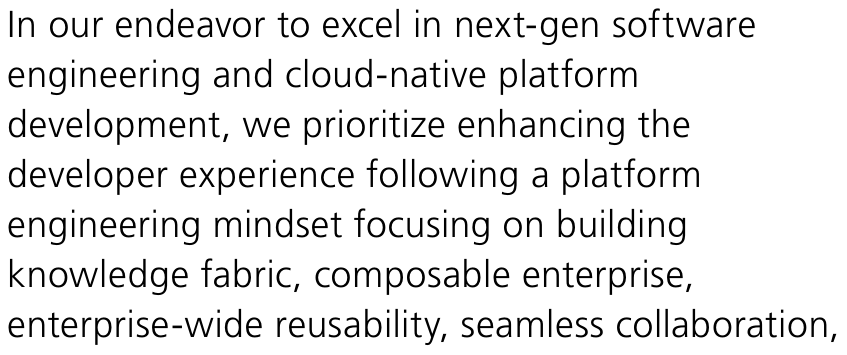 In our endeavor to excel in next-gen software
engineering and cloud-native platform
development, we prioritize enhancing the
developer experience following a platform
engineering mindset focusing on building
knowledge fabric, composable enterprise,
enterprise-wide reusability, seamless collaboration,